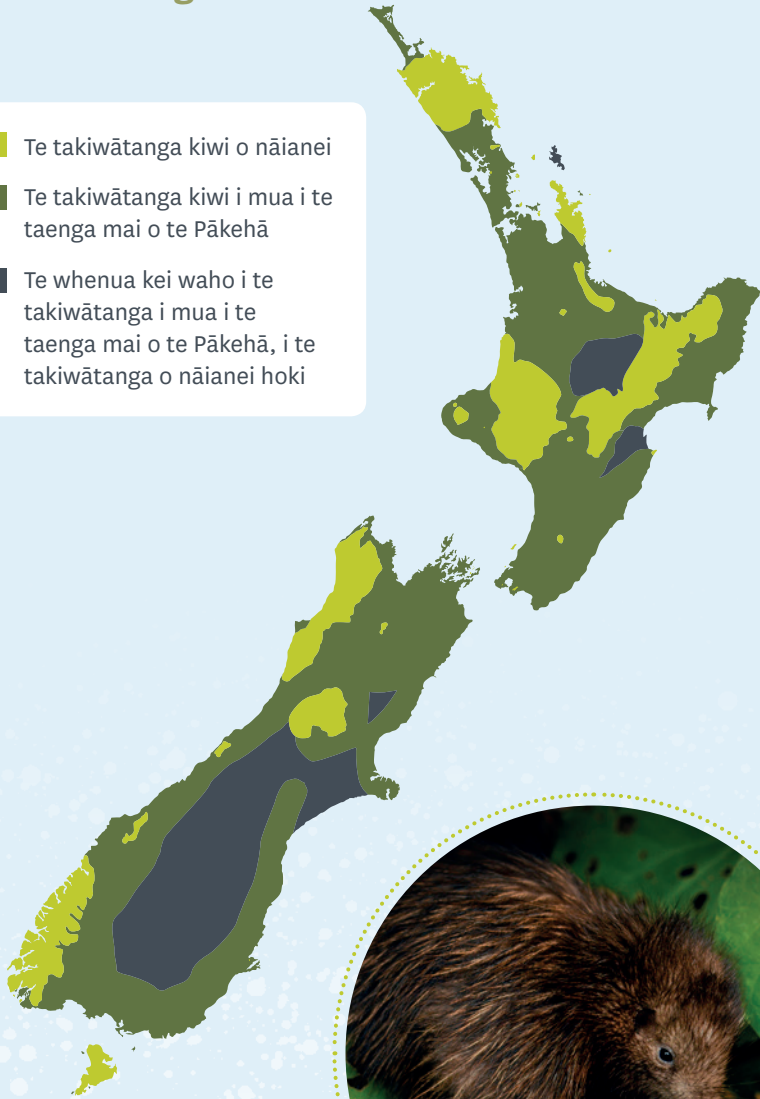 Te takiwātanga kiwi o nāianei
Te takiwātanga kiwi i mua i te
taenga mai o te Pākehā
Te whenua kei waho i te
takiwātanga i mua i te
taenga mai o te Pākehā, i te
takiwātanga o nāianei hoki